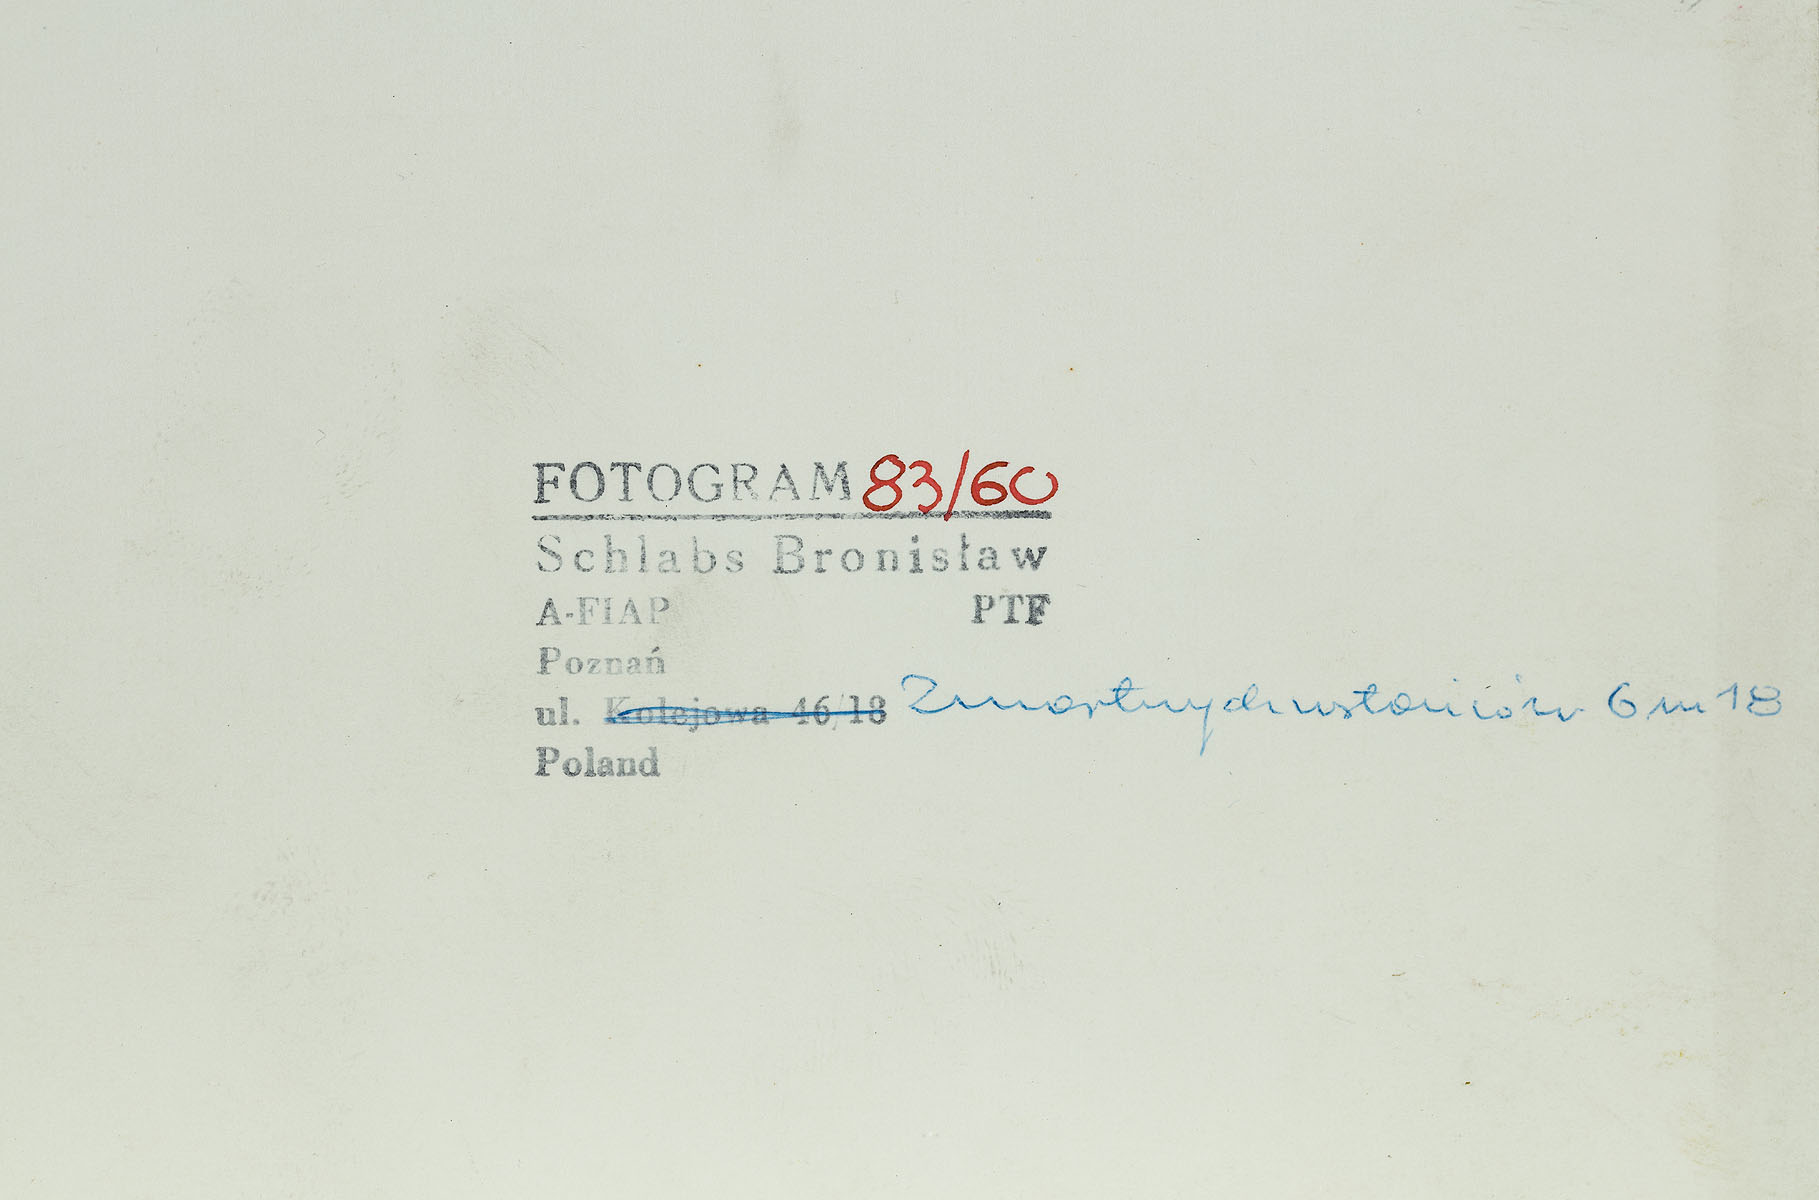 FOTOGRAM 83/60
Schlabs Bronisław
A-FIAP PTF
Poznań
ul. Kolejowa 46/18 Zmartwychwstańców 6 m 18
Poland